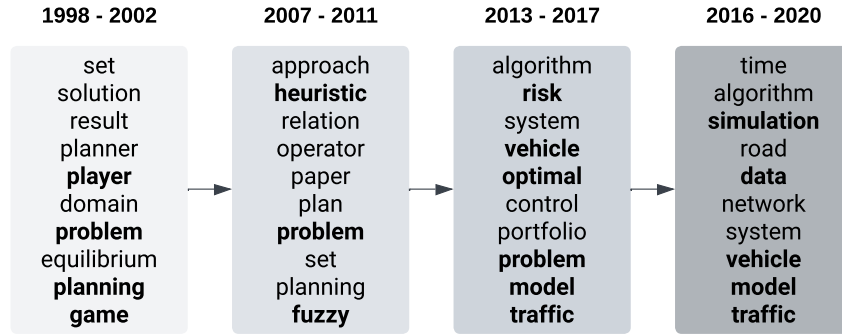 1998 - 2002
set
solution
result
planner
player
domain
problem
equilibrium
planning
game
2007 - 2011
approach
heuristic
relation
operator
paper
plan
problem
set
planning
fuzzy
2013 - 2017
algorithm
risk
system
vehicle
optimal
control
portfolio
problem
model
traffic
2016 - 2020
time
algorithm
simulation
road
data
network
system
vehicle
model
traffic